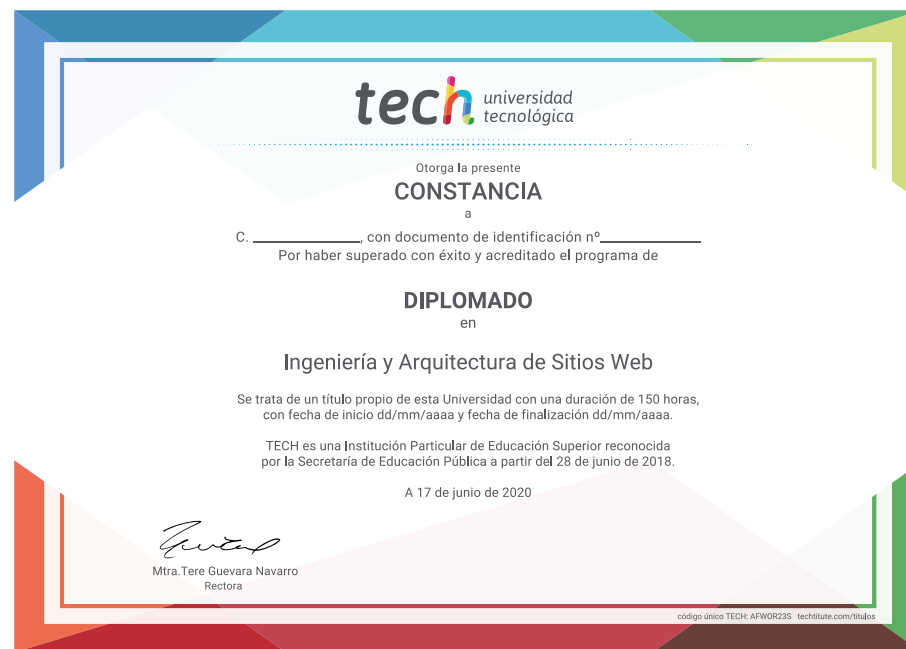 tech universidad
tecnológica
Otorga la presente
CONSTANCIA
a
C. ______________, con documento de identificación nº_____________
Por haber superado con éxito y acreditado el programa de
DIPLOMADO
en
Ingeniería y Arquitectura de Sitios Web
Se trata de un título propio de esta Universidad con una duración de 150 horas,
con fecha de inicio dd/mm/aaaa y fecha de finalización dd/mm/aaaa.
TECH es una Institución Particular de Educación Superior reconocida
por la Secretaría de Educación Pública a partir del 28 de junio de 2018.
A 17 de junio de 2020
Mtra.Tere Guevara Navarro
Rectora
código único TECH: AFWOR23S techtitute.com/titulos